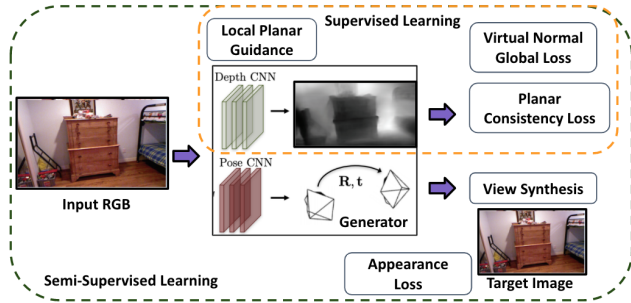 Supervised Learning
Local Planar
Guidance
Virtual Normal
Global Loss
Depth CNN
Planar
Consistency Loss
Pose CNN
R, t
Generator
View Synthesis
Input RGB
Appearance
Loss
Target Image
Semi-Supervised Learning